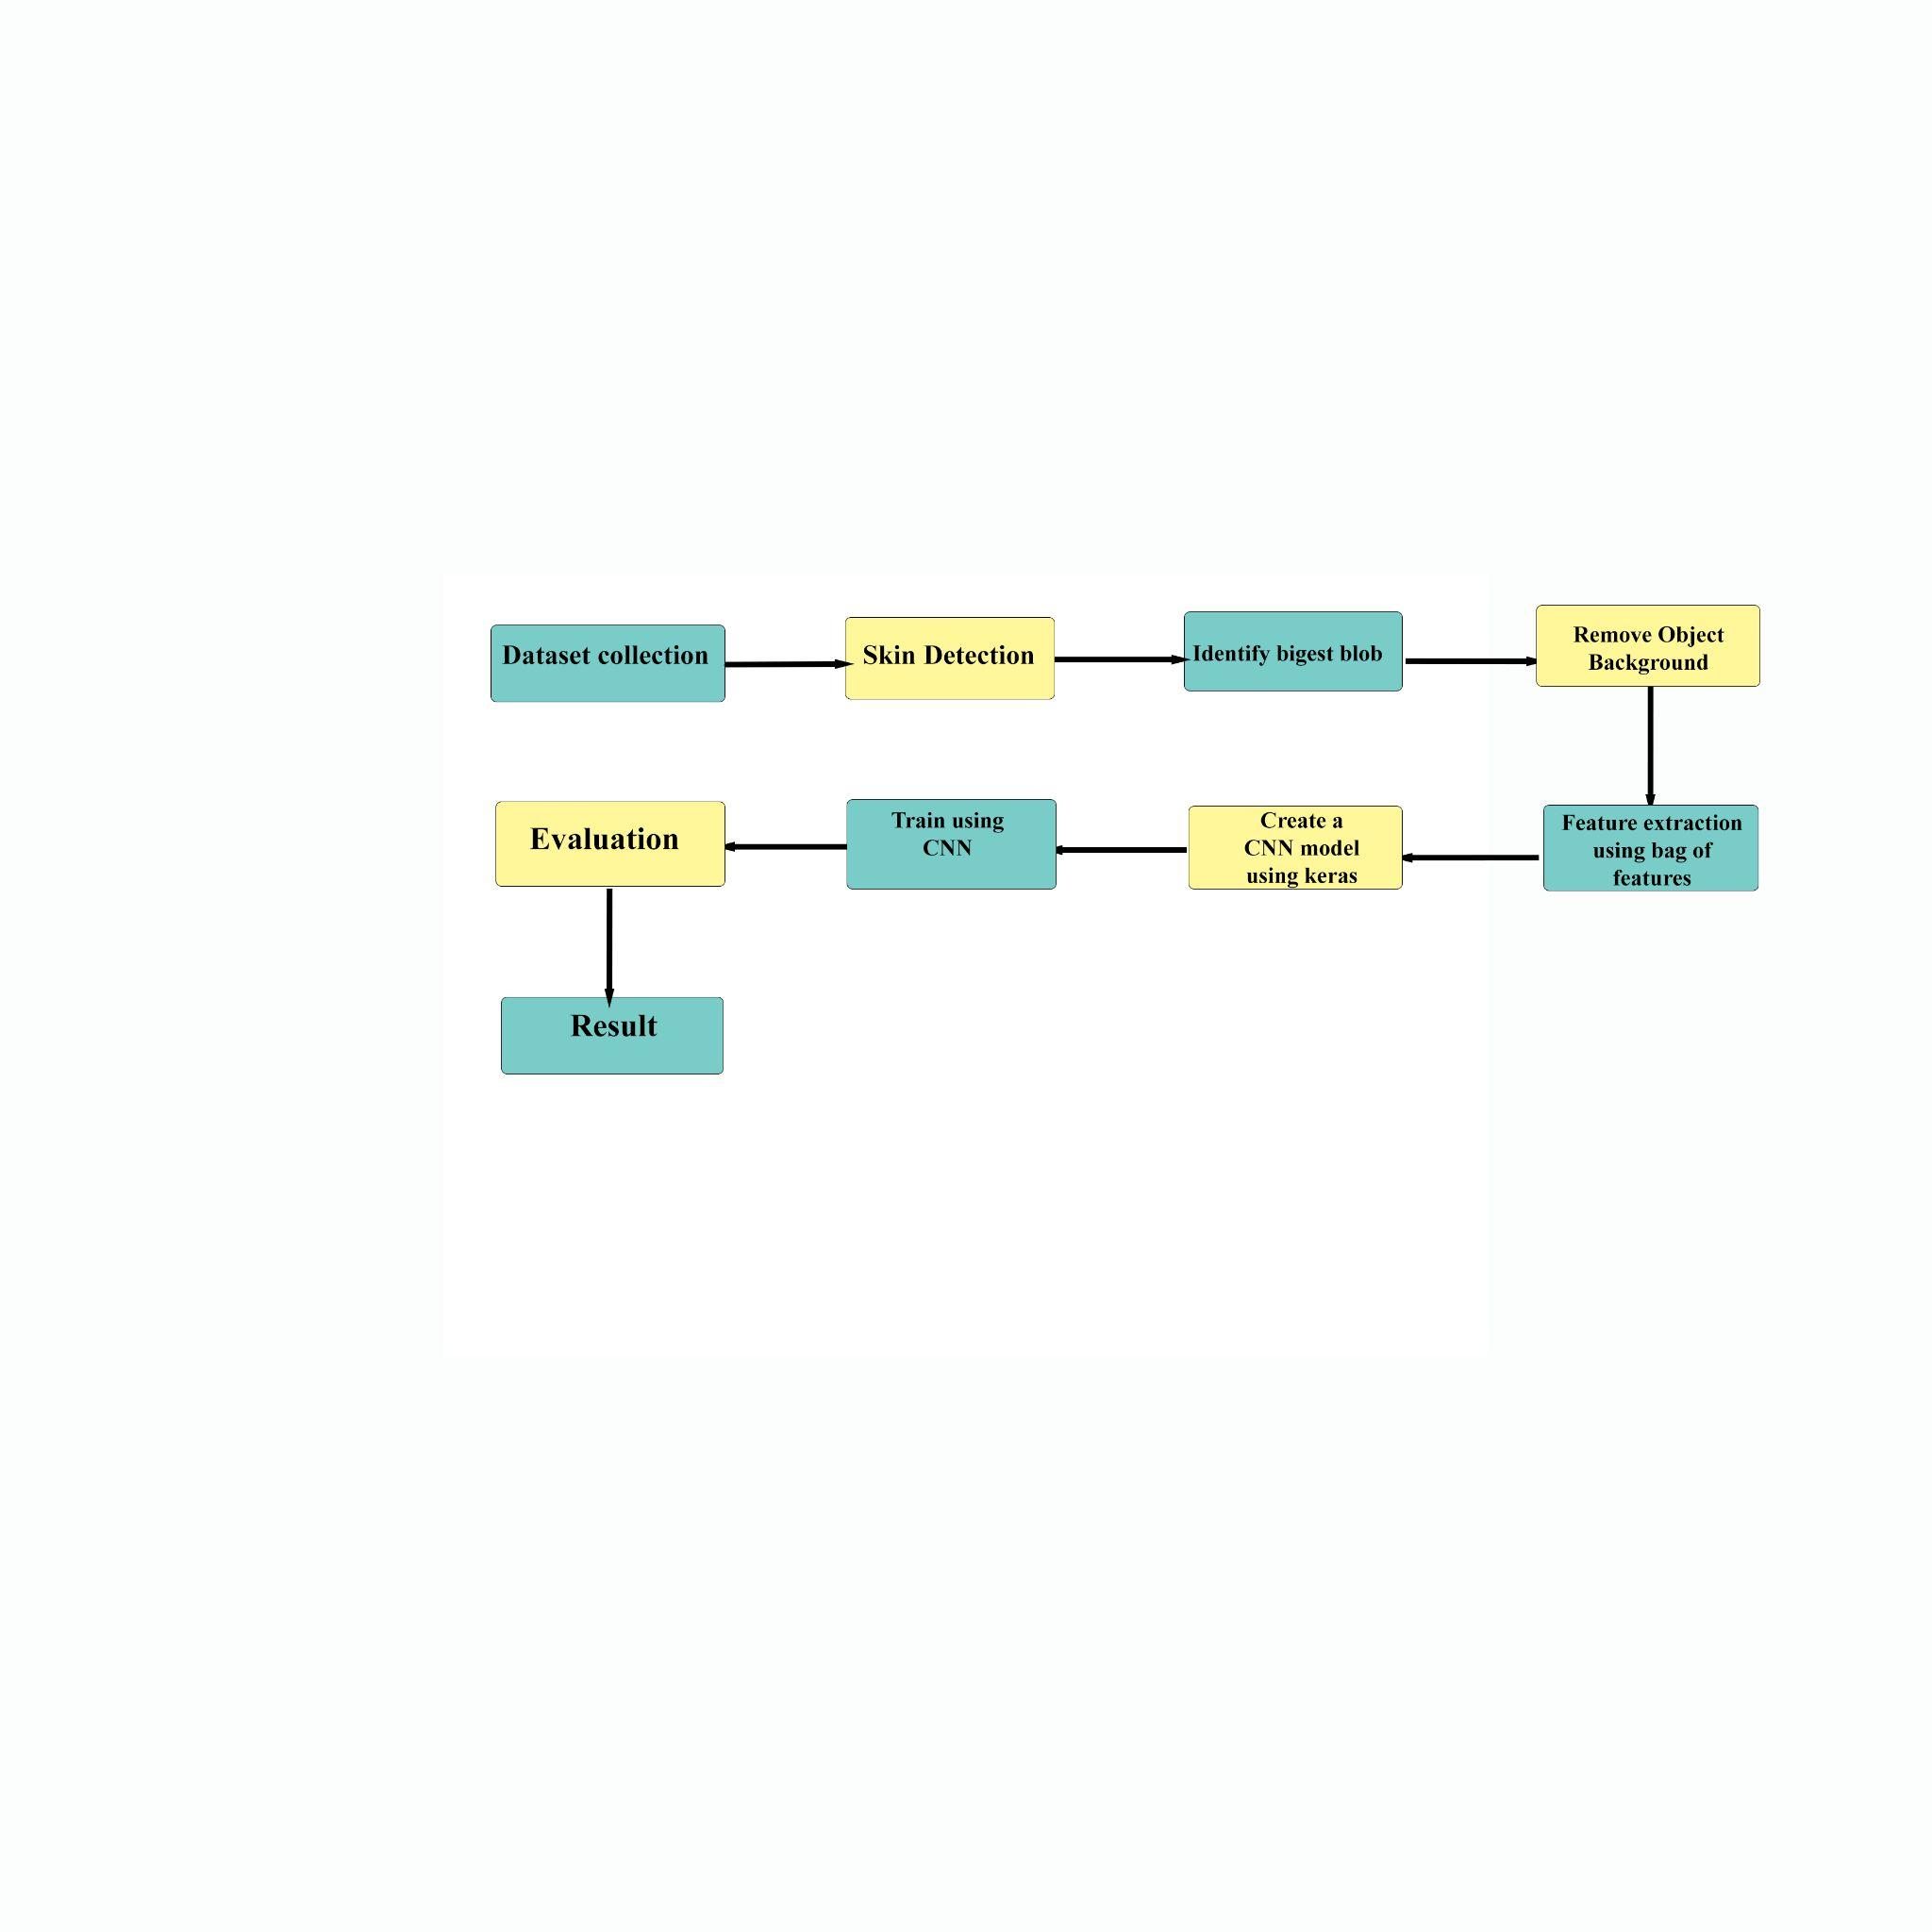 Dataset collection
Skin Detection
Identify bigest blob
Remove Object
Background
Feature extraction
using bag of
features
Create a
CNN model
using keras
Train using
CNN
Evaluation
Result